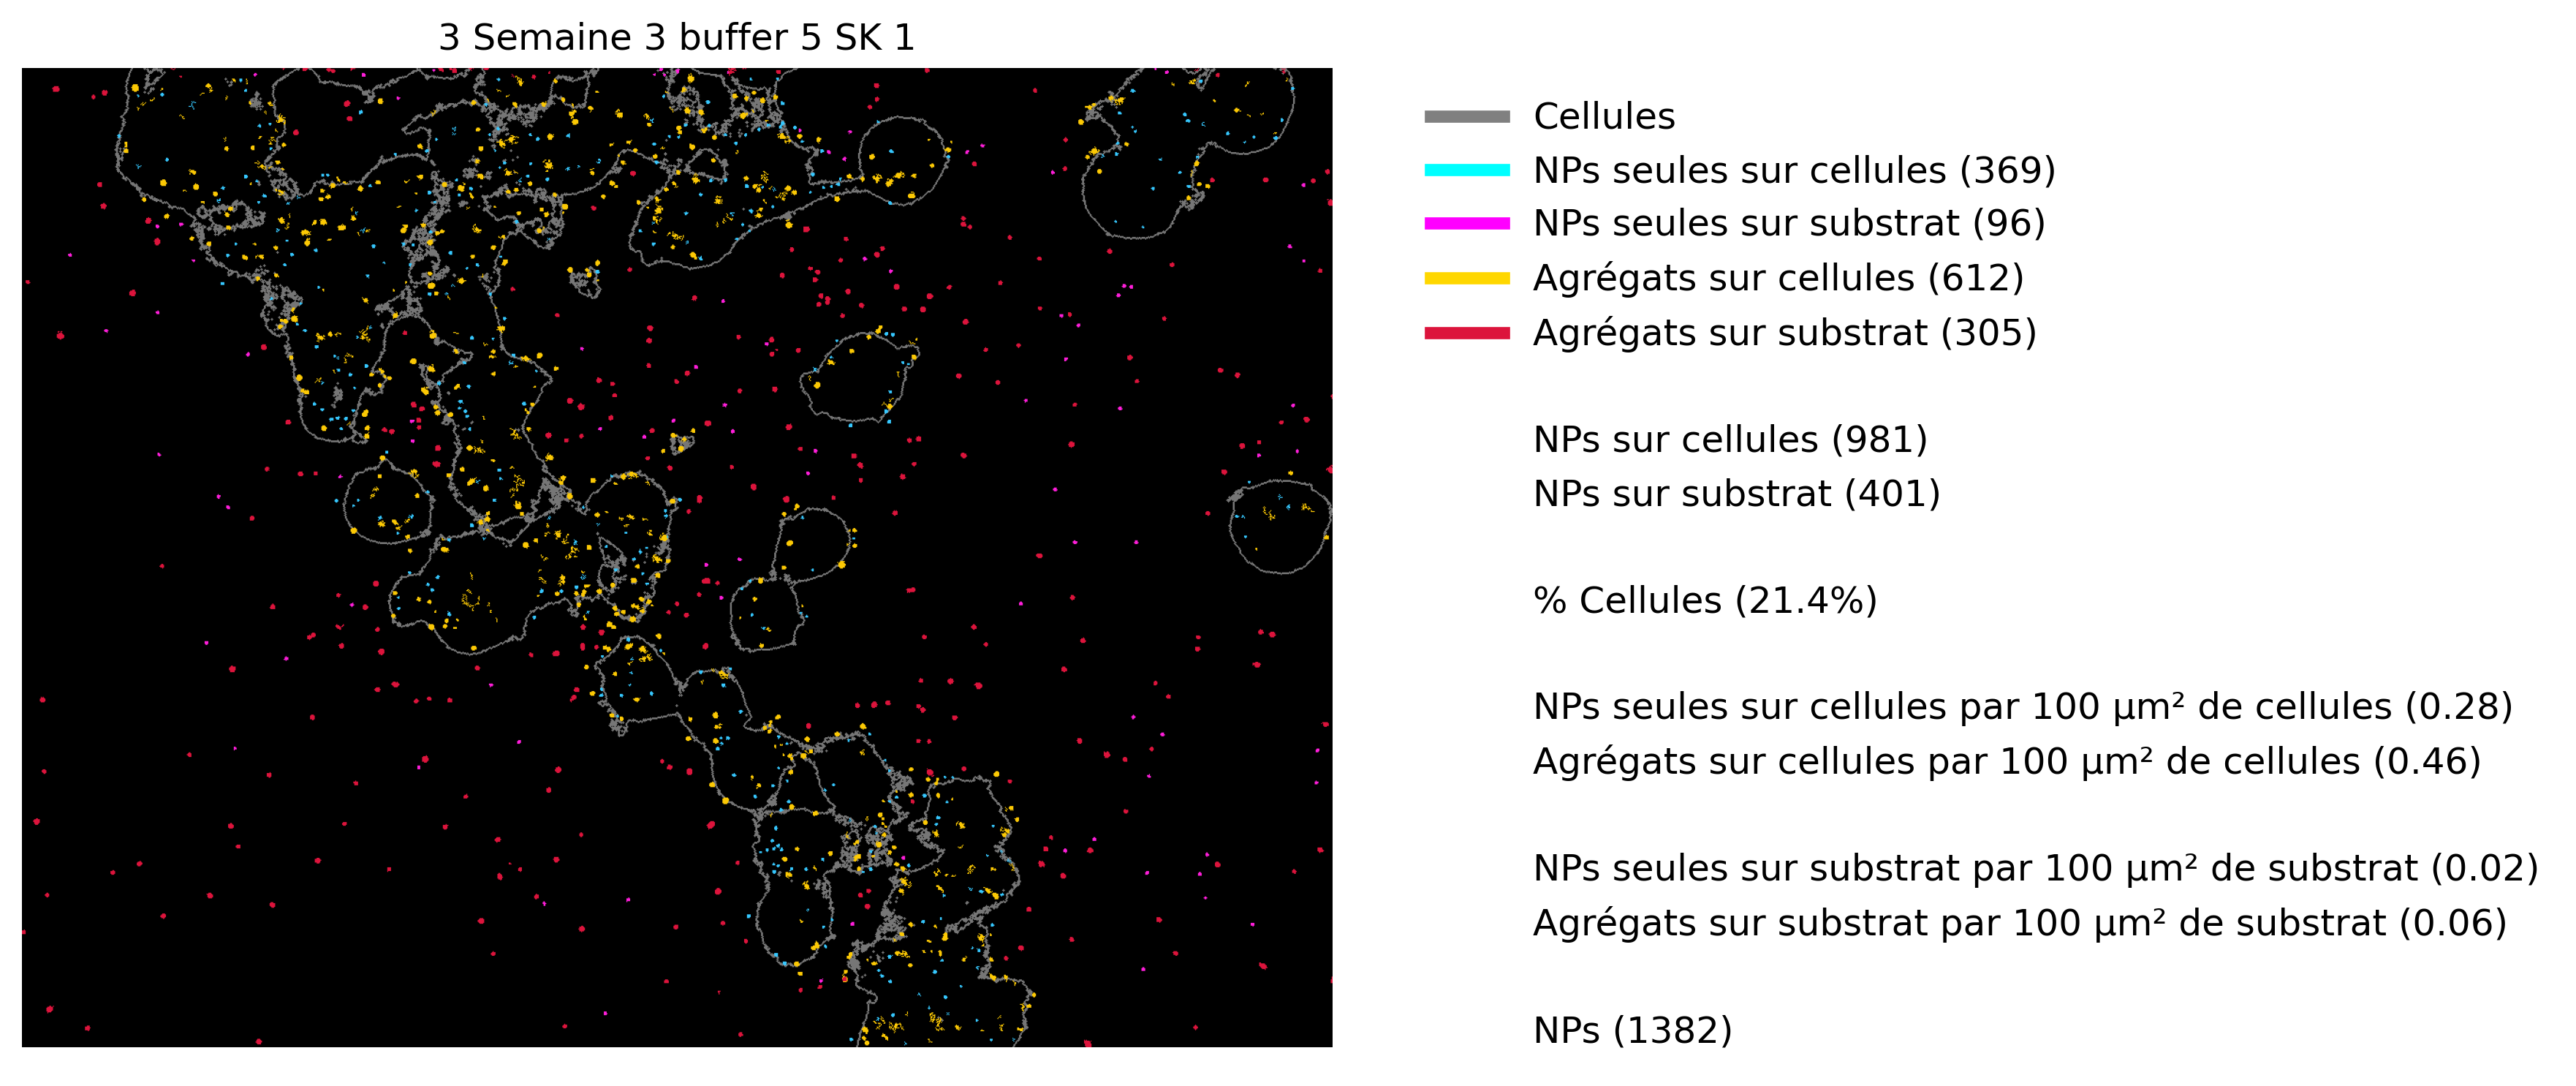 3 Semaine 3 buffer 5 SK 1
Cellules
NPs seules sur cellules (369)
NPs seules sur substrat (96)
Agrégats sur cellules (612)
Agrégats sur substrat (305)
NPs sur cellules (981)
NPs sur substrat (401)
% Cellules (21.4%)
NPs seules sur cellules par 100 µm² de cellules (0.28)
Agrégats sur cellules par 100 µm² de cellules (0.46)
NPs seules sur substrat par 100 µm² de substrat (0.02)
Agrégats sur substrat par 100 µm² de substrat (0.06)
NPs (1382)